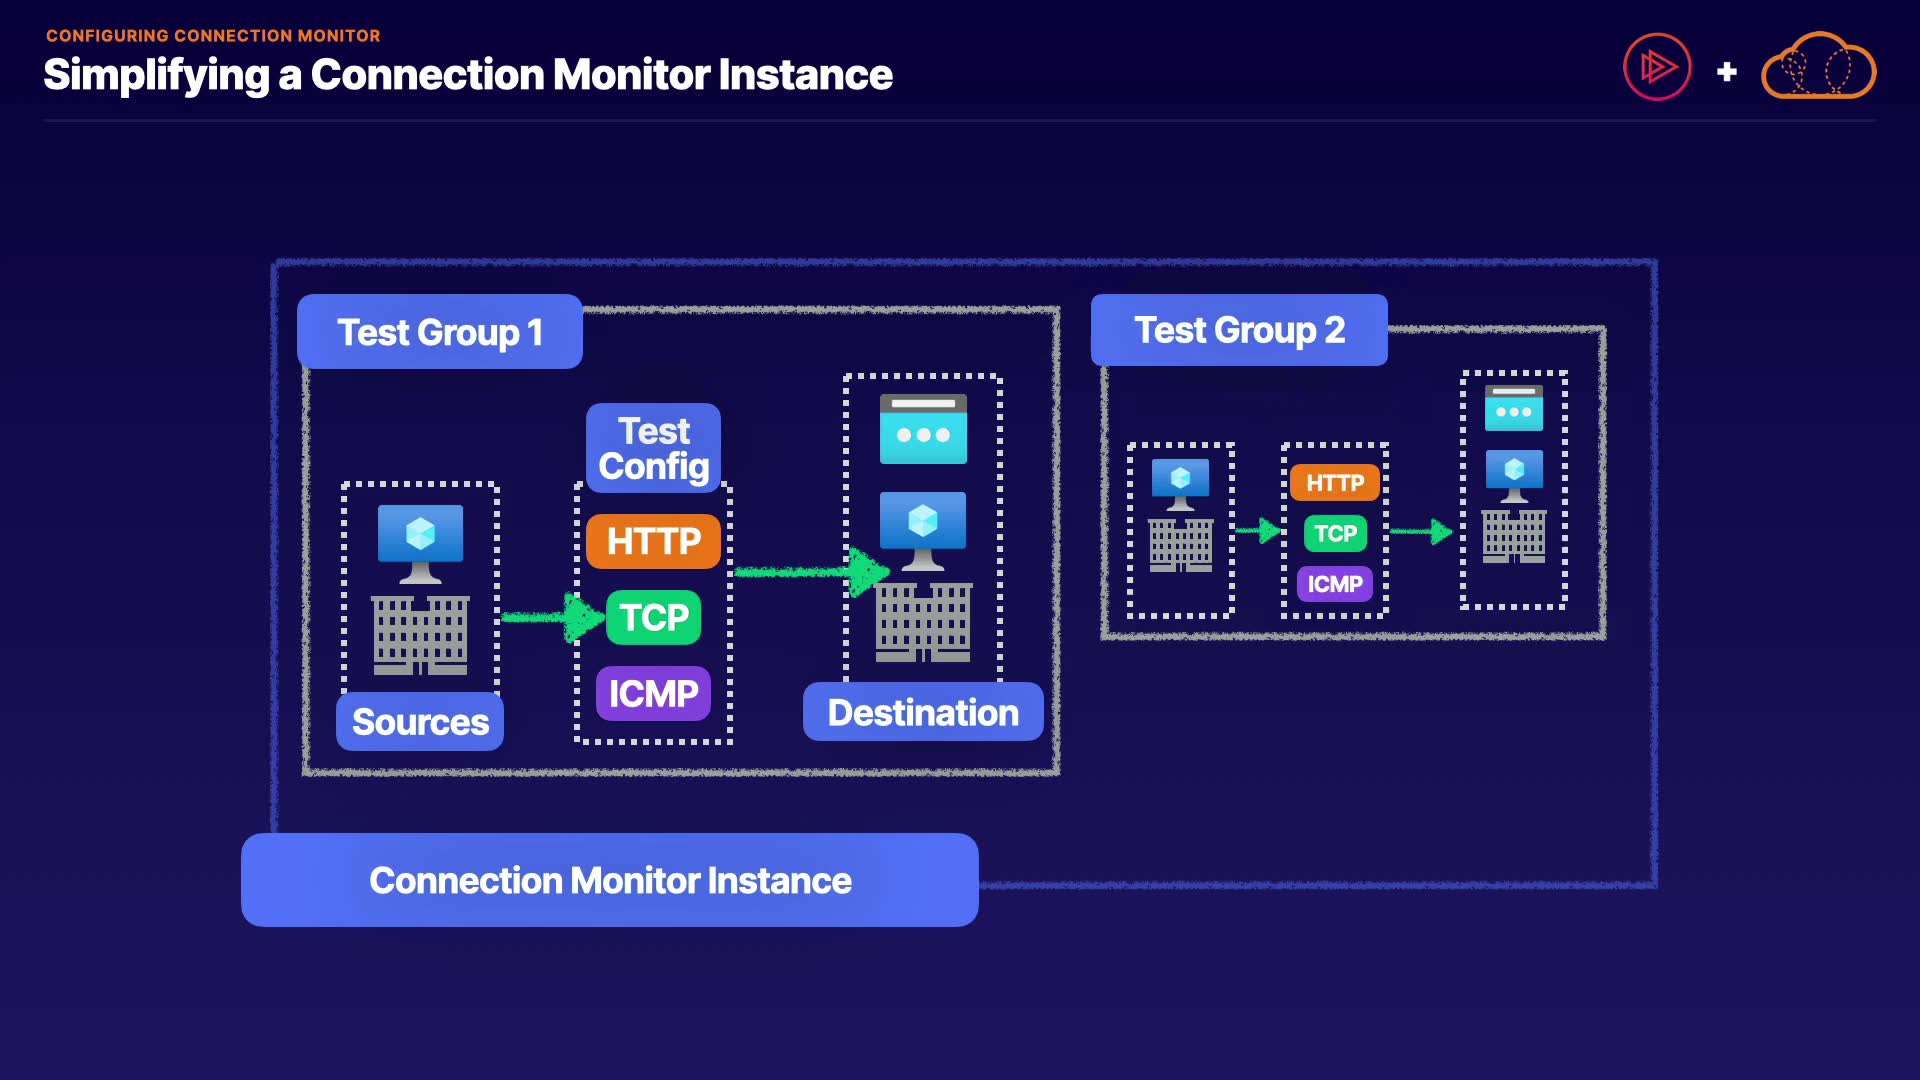 CONFIGURING CONNECTION MONITOR
Simplifying a Connection Monitor Instance
Test Group 1
Test
Config
HTTP
TCP
ICMP
Sources
Destination
Test Group 2
HTTP
TCP
ICMP
Connection Monitor Instance